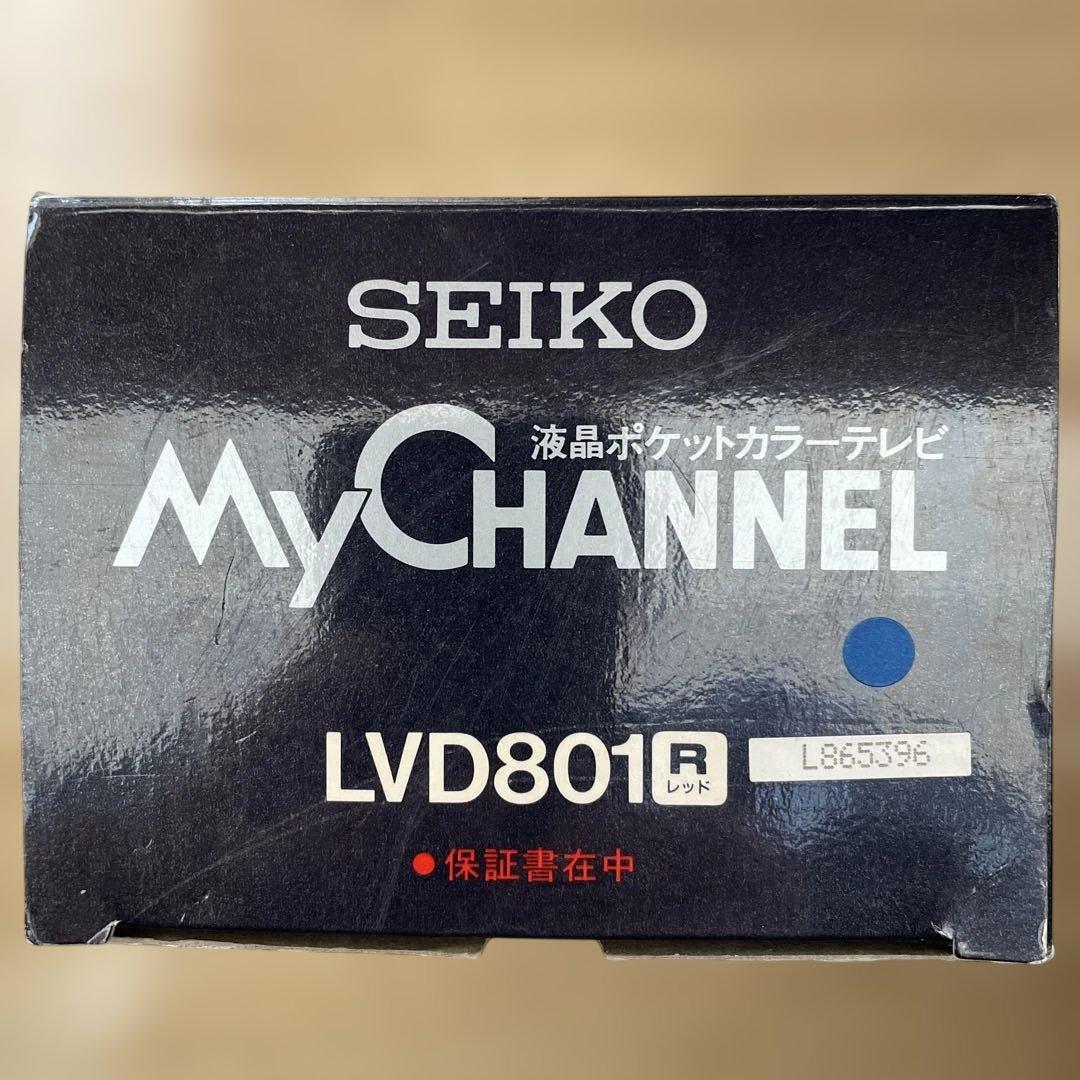 SEIKO
液晶ポケットカラーテレビ
MyCHANNEL
LVD801 R レッド
L865396
●保証書在中